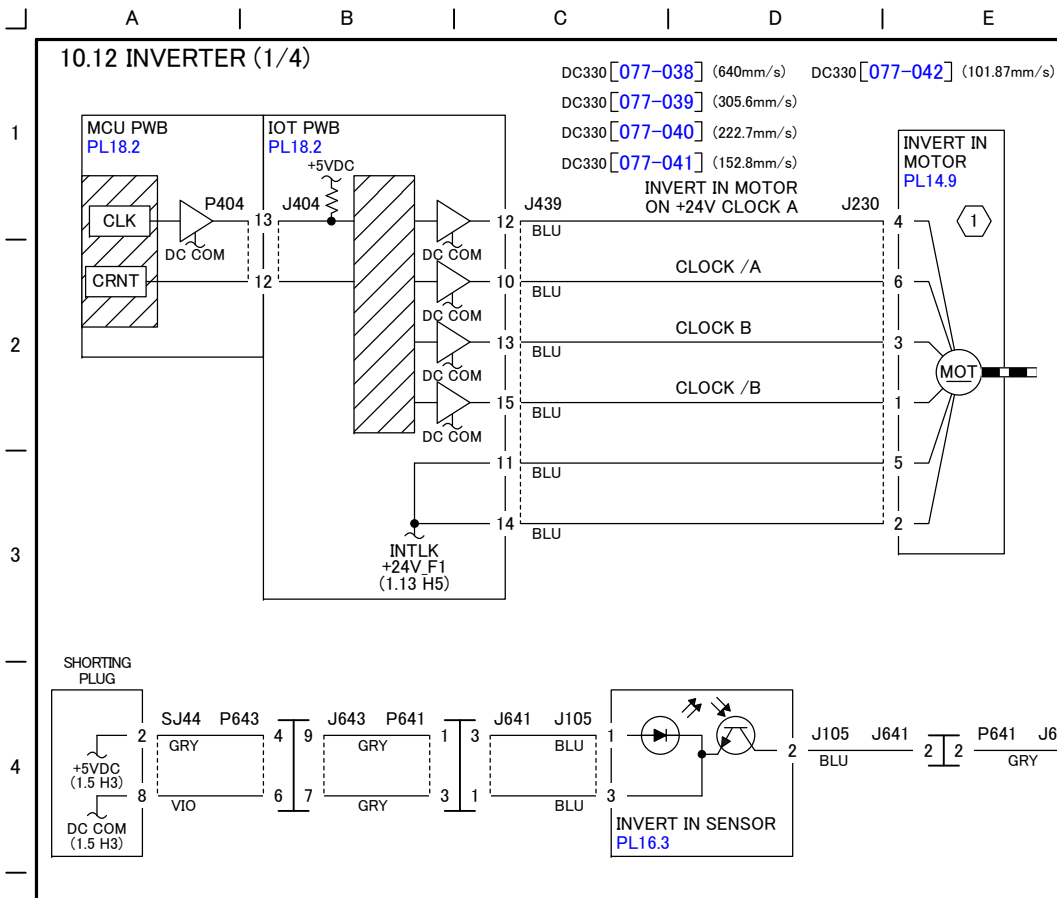 A B C D E
10.12 INVERTER (1/4)
DC330 [077-038] (640mm/s) DC330 [077-042] (101.87mm/s)
DC330 [077-039] (305.6mm/s)
DC330 [077-040] (222.7mm/s)
DC330 [077-041] (152.8mm/s)
1
MCU PWB
PL18.2
IOT PWB
PL18.2
+5VDC
INVERT IN
MOTOR
PL14.9
INVERT IN MOTOR
ON +24V CLOCK A
CLK P404 13 J404 12 J439 J230 4
BLU
DC COM DC COM
1
CRNT 12 10 CLOCK /A 6
BLU
DC COM
2
13 CLOCK B 3
BLU
DC COM
MOT
15 CLOCK /B 1
BLU
DC COM
11 5
BLU
14 2
BLU
3
INTLK
+24V_F1
(1.13 H5)
SHORTING
PLUG
SJ44 P643 J643 P641 J641 J105
2 GRY 4 9 GRY 1 3 BLU 1
4
+5VDC
(1.5 H3)
8 VIO 6 7 GRY 3 1 BLU 3
DC COM
(1.5 H3)
2 J105 J641 2 2 P641 J6
BLU GRY
INVERT IN SENSOR
PL16.3